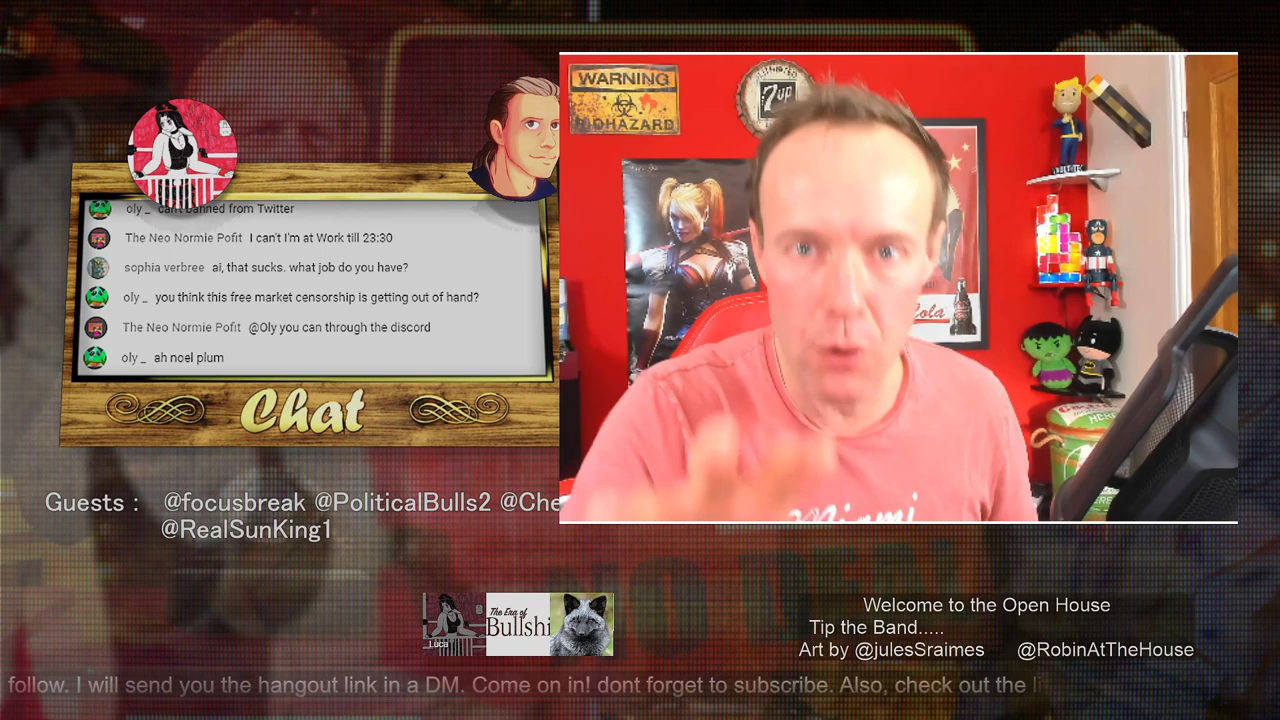 oly _ can't banned from Twitter
The Neo Normie Pofit I can't I'm at Work till 23:30
sophia verbree ai, that sucks. what job do you have?
oly _ you think this free market censorship is getting out of hand?
The Neo Normie Pofit @Oly you can through the discord
oly _ ah noel plum
Chat
WARNING
BIOHAZARD
7up
Cola
Miami
Guests : @focusbreak @PoliticalBulls2 @Che
@RealSunKing1
Luca
The Era of
Bullshi
Welcome to the Open House
Tip the Band.....
Art by @julesSraimes @RobinAtTheHouse
follow. I will send you the hangout link in a DM. Come on in! dont forget to subscribe. Also, check out the li